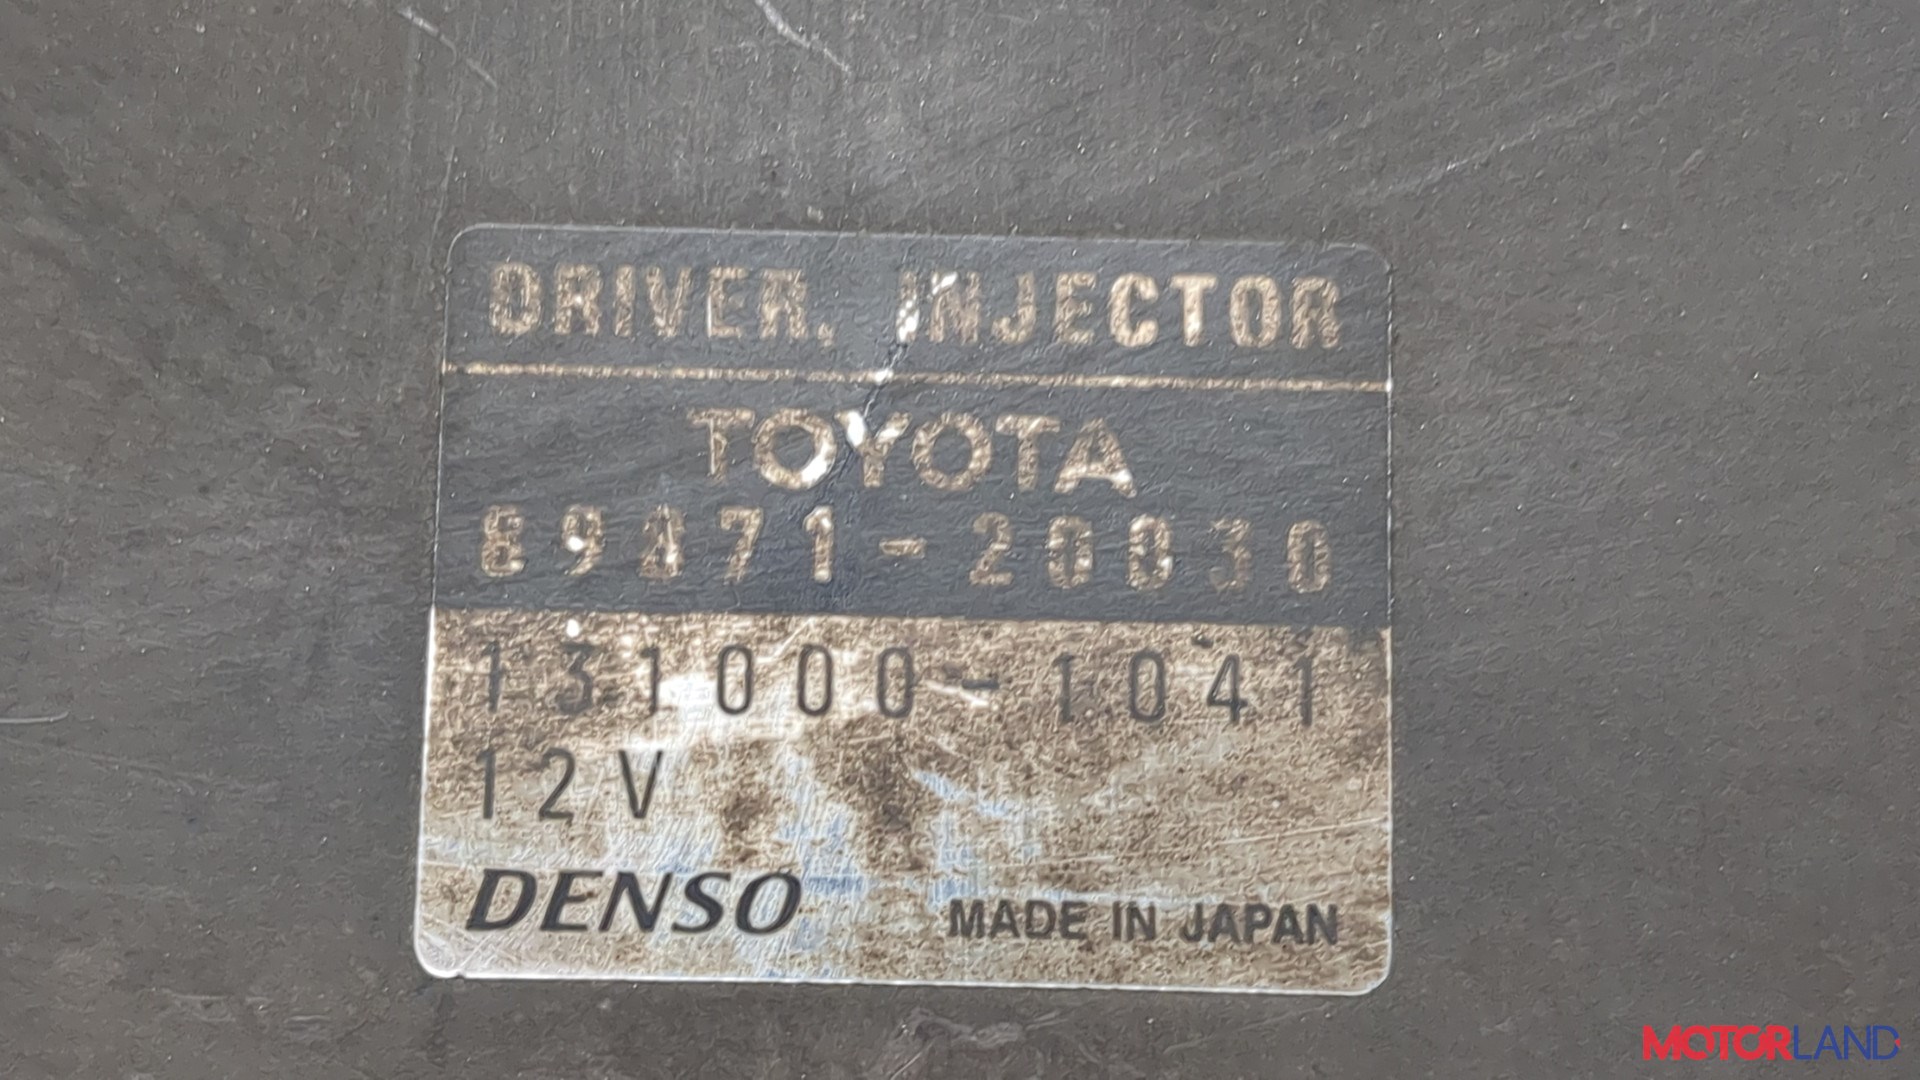 DRIVER, INJECTOR
TOYOTA
89871-20030
131000-1041
12V
DENSO
MADE IN JAPAN
MOTORLAND